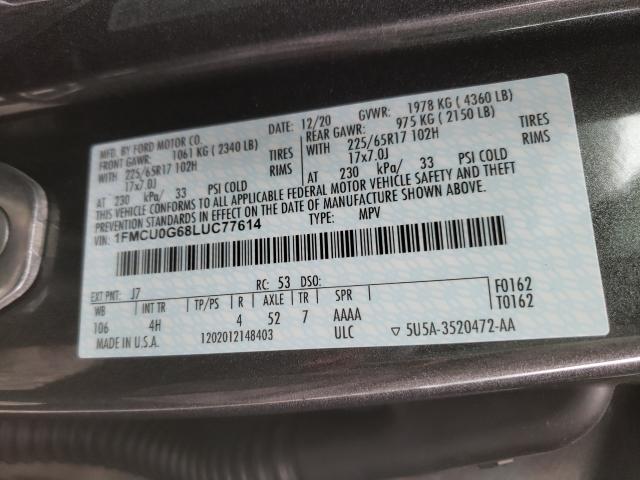 MFD. BY FORD MOTOR CO.
DATE: 12/20 GVWR: 1978 KG ( 4360 LB)
FRONT GAWR: 1061 KG ( 2340 LB) REAR GAWR: 975 KG ( 2150 LB)
WITH 225/65R17 102H TIRES WITH 225/65R17 102H TIRES
17x7.0J RIMS 17x7.0J RIMS
AT 230 kPa/ 33 PSI COLD AT 230 kPa/ 33 PSI COLD
THIS VEHICLE CONFORMS TO ALL APPLICABLE FEDERAL MOTOR VEHICLE SAFETY AND THEFT
PREVENTION STANDARDS IN EFFECT ON THE DATE OF MANUFACTURE SHOWN ABOVE.
VIN: 1FMCU0G68LUC77614 TYPE: MPV
EXT PNT: J7 RC: 53 DSO: F0162
WB INT TR TP/PS R AXLE TR SPR T0162
106 4H 4 52 7 AAAA
MADE IN U.S.A. 1202012148403 ULC ▽ 5U5A-3520472-AA